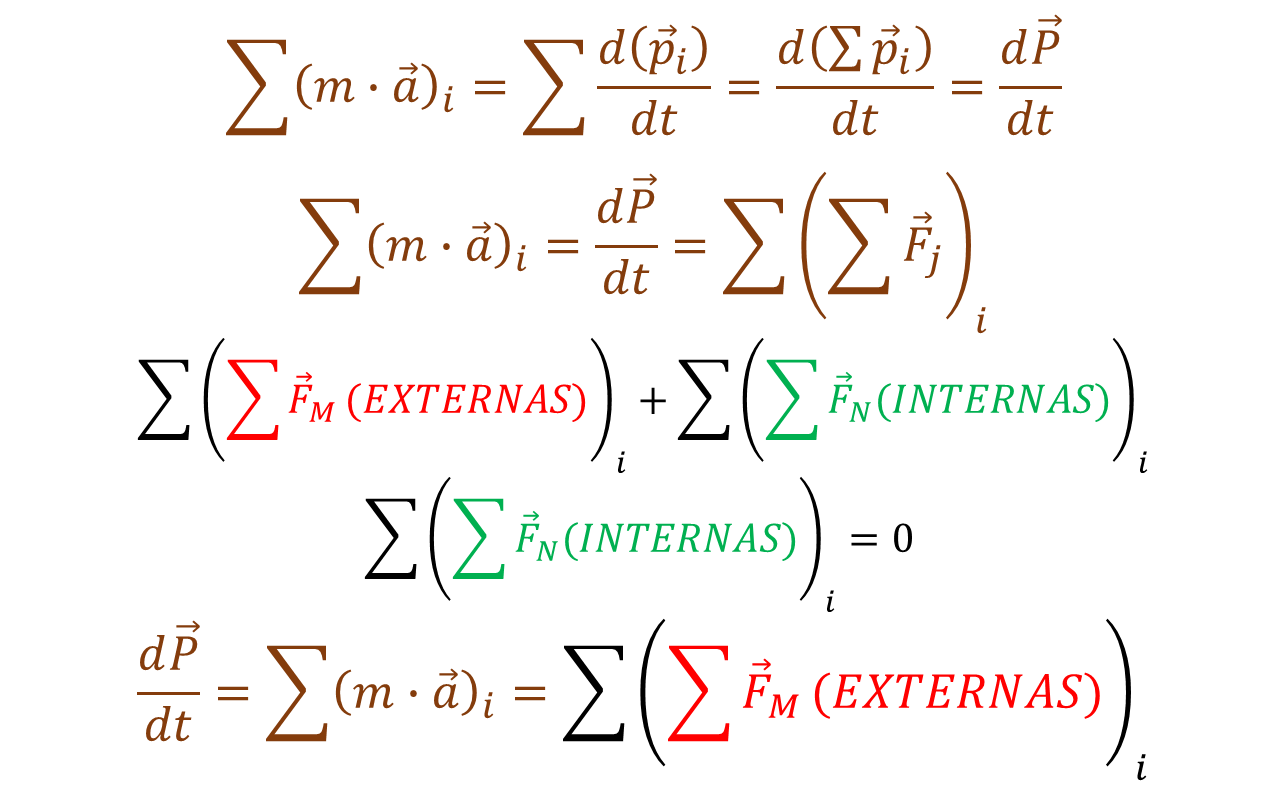 ∑(m · a⃗)ᵢ = ∑ d(p⃗ᵢ)/dt = d(∑ p⃗ᵢ)/dt = dP⃗/dt
∑(m · a⃗)ᵢ = dP⃗/dt = ∑(∑ F⃗ⱼ)ᵢ
∑(∑ F⃗_M (EXTERNAS))ᵢ + ∑(∑ F⃗_N (INTERNAS))ᵢ
∑(∑ F⃗_N (INTERNAS))ᵢ = 0
dP⃗/dt = ∑(m · a⃗)ᵢ = ∑(∑ F⃗_M (EXTERNAS))ᵢ